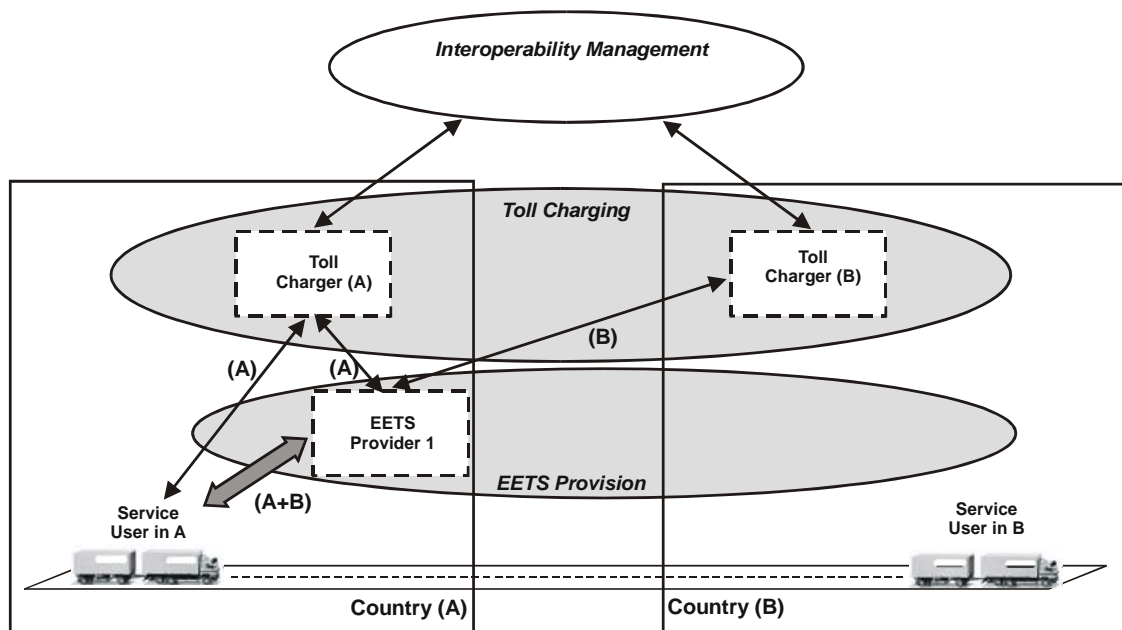 Interoperability Management
Toll Charging
Toll
Charger (A)
Toll
Charger (B)
(A)
(A)
(B)
EETS
Provider 1
(A+B)
EETS Provision
Service
User in A
Service
User in B
Country (A)
Country (B)